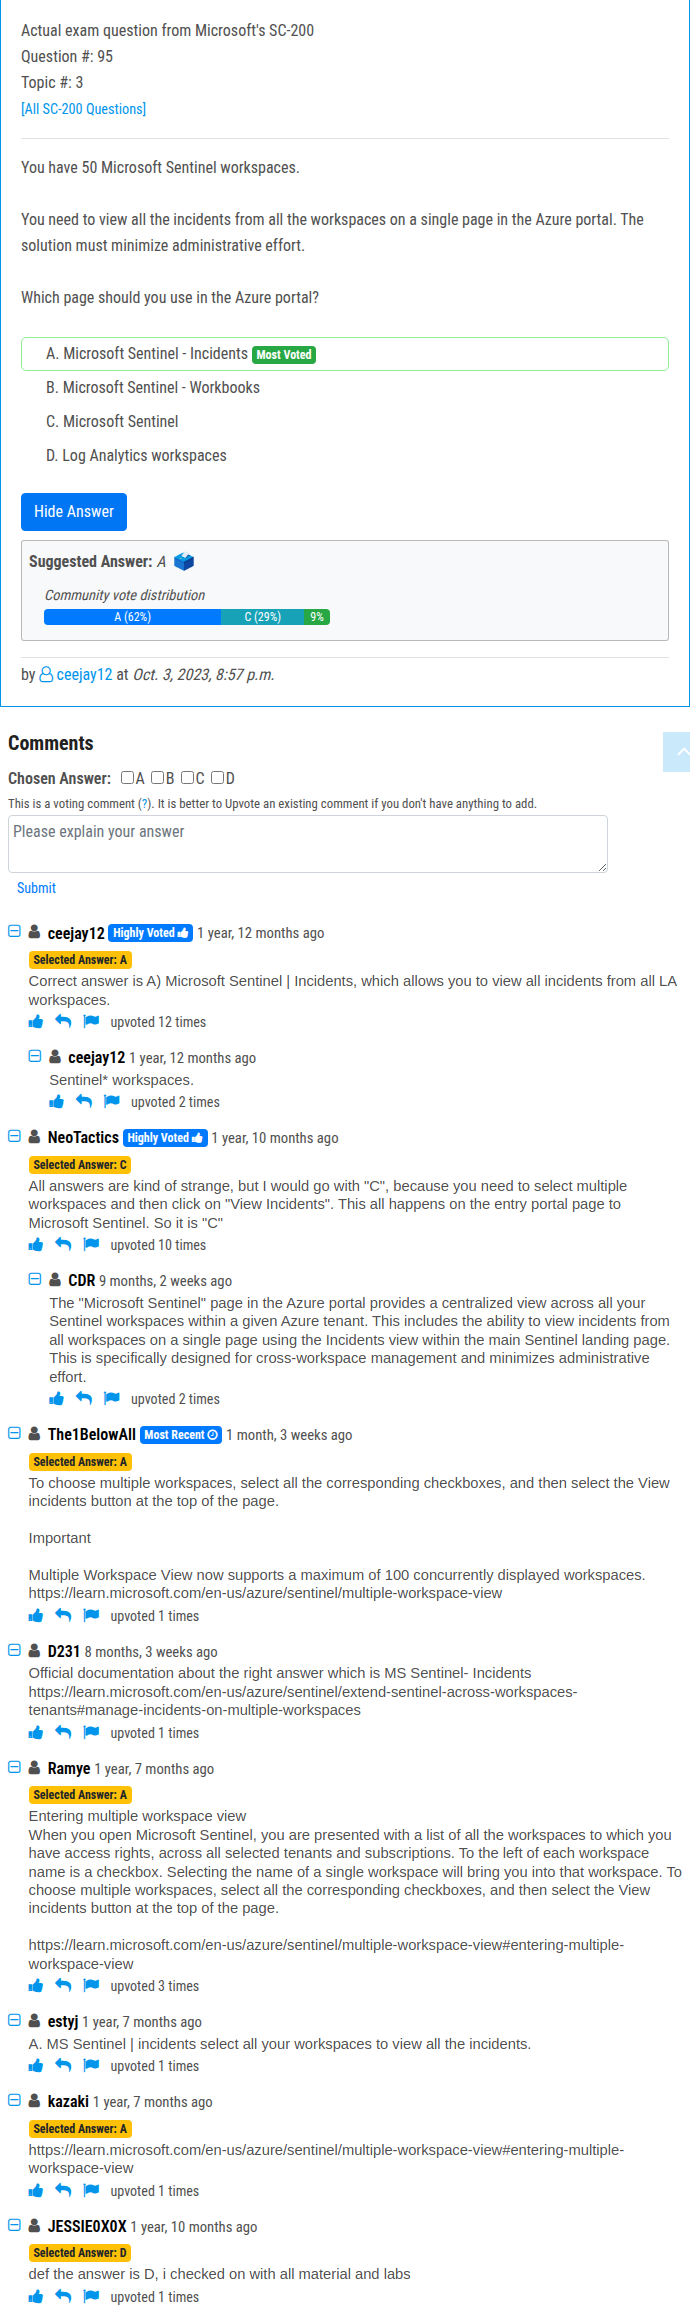 Actual exam question from Microsoft's SC-200
Question #: 95
Topic #: 3
[All SC-200 Questions]
You have 50 Microsoft Sentinel workspaces.
You need to view all the incidents from all the workspaces on a single page in the Azure portal. The
solution must minimize administrative effort.
Which page should you use in the Azure portal?
A. Microsoft Sentinel - Incidents Most Voted
B. Microsoft Sentinel - Workbooks
C. Microsoft Sentinel
D. Log Analytics workspaces
Hide Answer
Suggested Answer: A
Community vote distribution
A (62%) C (29%) 9%
by ceejay12 at Oct. 3, 2023, 8:57 p.m.
Comments
Chosen Answer: A B C D
This is a voting comment (?). It is better to Upvote an existing comment if you don't have anything to add.
Please explain your answer
Submit
ceejay12 Highly Voted 1 year, 12 months ago
Selected Answer: A
Correct answer is A) Microsoft Sentinel | Incidents, which allows you to view all incidents from all LA
workspaces.
upvoted 12 times
ceejay12 1 year, 12 months ago
Sentinel* workspaces.
upvoted 2 times
NeoTactics Highly Voted 1 year, 10 months ago
Selected Answer: C
All answers are kind of strange, but I would go with "C", because you need to select multiple
workspaces and then click on "View Incidents". This all happens on the entry portal page to
Microsoft Sentinel. So it is "C"
upvoted 10 times
CDR 9 months, 2 weeks ago
The "Microsoft Sentinel" page in the Azure portal provides a centralized view across all your
Sentinel workspaces within a given Azure tenant. This includes the ability to view incidents from
all workspaces on a single page using the Incidents view within the main Sentinel landing page.
This is specifically designed for cross-workspace management and minimizes administrative
effort.
upvoted 2 times
The1BelowAll Most Recent 1 month, 3 weeks ago
Selected Answer: A
To choose multiple workspaces, select all the corresponding checkboxes, and then select the View
incidents button at the top of the page.
Important
Multiple Workspace View now supports a maximum of 100 concurrently displayed workspaces.
https://learn.microsoft.com/en-us/azure/sentinel/multiple-workspace-view
upvoted 1 times
D231 8 months, 3 weeks ago
Official documentation about the right answer which is MS Sentinel- Incidents
https://learn.microsoft.com/en-us/azure/sentinel/extend-sentinel-across-workspaces-
tenants#manage-incidents-on-multiple-workspaces
upvoted 1 times
Ramye 1 year, 7 months ago
Selected Answer: A
Entering multiple workspace view
When you open Microsoft Sentinel, you are presented with a list of all the workspaces to which you
have access rights, across all selected tenants and subscriptions. To the left of each workspace
name is a checkbox. Selecting the name of a single workspace will bring you into that workspace. To
choose multiple workspaces, select all the corresponding checkboxes, and then select the View
incidents button at the top of the page.
https://learn.microsoft.com/en-us/azure/sentinel/multiple-workspace-view#entering-multiple-
workspace-view
upvoted 3 times
estyj 1 year, 7 months ago
A. MS Sentinel | incidents select all your workspaces to view all the incidents.
upvoted 1 times
kazaki 1 year, 7 months ago
Selected Answer: A
https://learn.microsoft.com/en-us/azure/sentinel/multiple-workspace-view#entering-multiple-
workspace-view
upvoted 1 times
JESSIE0X0X 1 year, 10 months ago
Selected Answer: D
def the answer is D, i checked on with all material and labs
upvoted 1 times